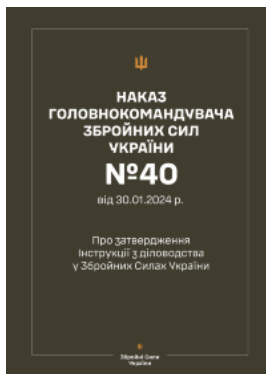 НАКАЗ
ГОЛОВНОКОМАНДУВАЧА
ЗБРОЙНИХ СИЛ
УКРАЇНИ
№40
від 30.01.2024 р.
Про затвердження
Інструкції з діловодства
у Збройних Силах України
Збройні Сили
України